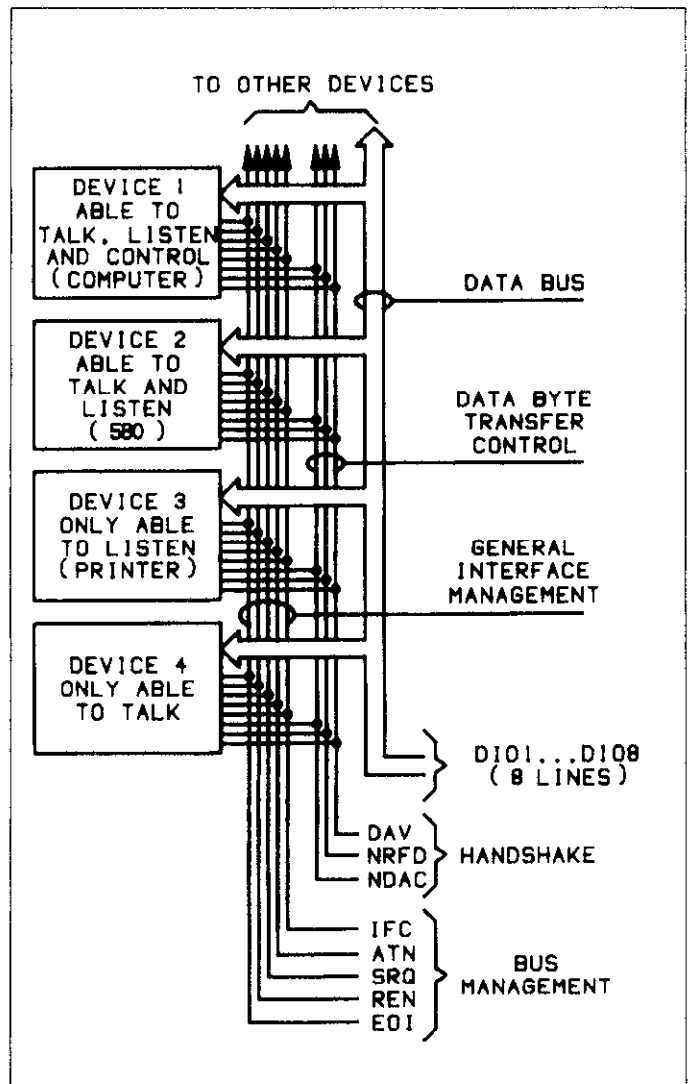 TO OTHER DEVICES
DEVICE 1
ABLE TO
TALK, LISTEN
AND CONTROL
(COMPUTER)
DATA BUS
DEVICE 2
ABLE TO
TALK AND
LISTEN
( 580 )
DATA BYTE
TRANSFER
CONTROL
DEVICE 3
ONLY ABLE
TO LISTEN
(PRINTER)
GENERAL
INTERFACE
MANAGEMENT
DEVICE 4
ONLY ABLE
TO TALK
DIO1...DIO8
( 8 LINES)
DAV
NRFD
NDAC
HANDSHAKE
IFC
ATN
SRQ
REN
EOI
BUS
MANAGEMENT